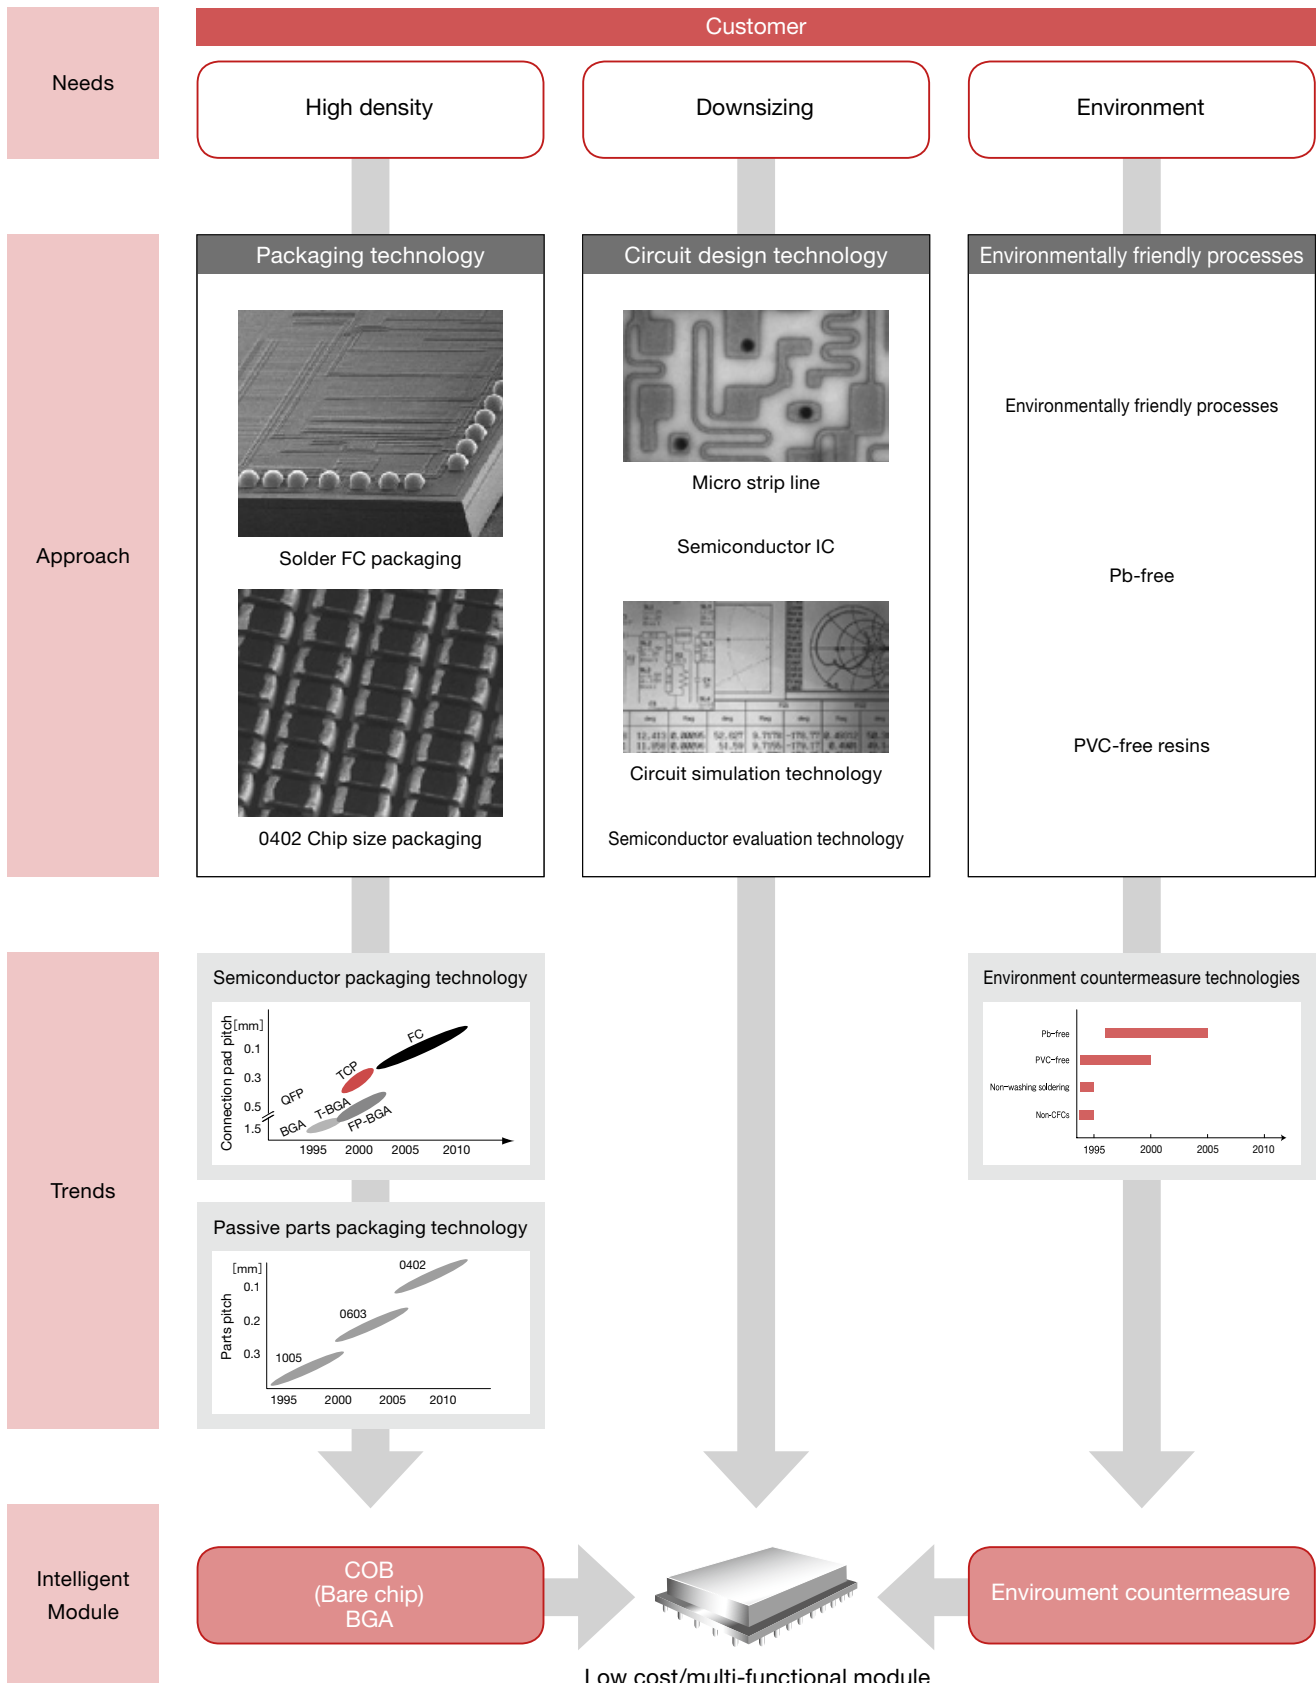 Customer
Needs
High density
Downsizing
Environment
Approach
Packaging technology
Solder FC packaging
0402 Chip size packaging
Circuit design technology
Micro strip line
Semiconductor IC
Circuit simulation technology
Semiconductor evaluation technology
Environmentally friendly processes
Environmentally friendly processes
Pb-free
PVC-free resins
Trends
Semiconductor packaging technology
Connection pad pitch
[mm]
0.1
0.3
0.5
1.5
FC
TCP
QFP
T-BGA
BGA
FP-BGA
1995 2000 2005 2010
Passive parts packaging technology
Parts pitch
[mm]
0.1
0.2
0.3
0402
0603
1005
1995 2000 2005 2010
Environment countermeasure technologies
Pb-free
PVC-free
Non-washing soldering
Non-CFCs
1995 2000 2005 2010
Intelligent
Module
COB
(Bare chip)
BGA
Enviroument countermeasure
Low cost/multi-functional module